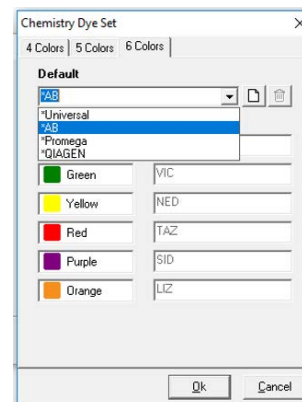 Chemistry Dye Set
4 Colors 5 Colors 6 Colors
Default
*AB
*Universal
*AB
*Promega
*QIAGEN
Green VIC
Yellow NED
Red TAZ
Purple SID
Orange LIZ
Ok Cancel